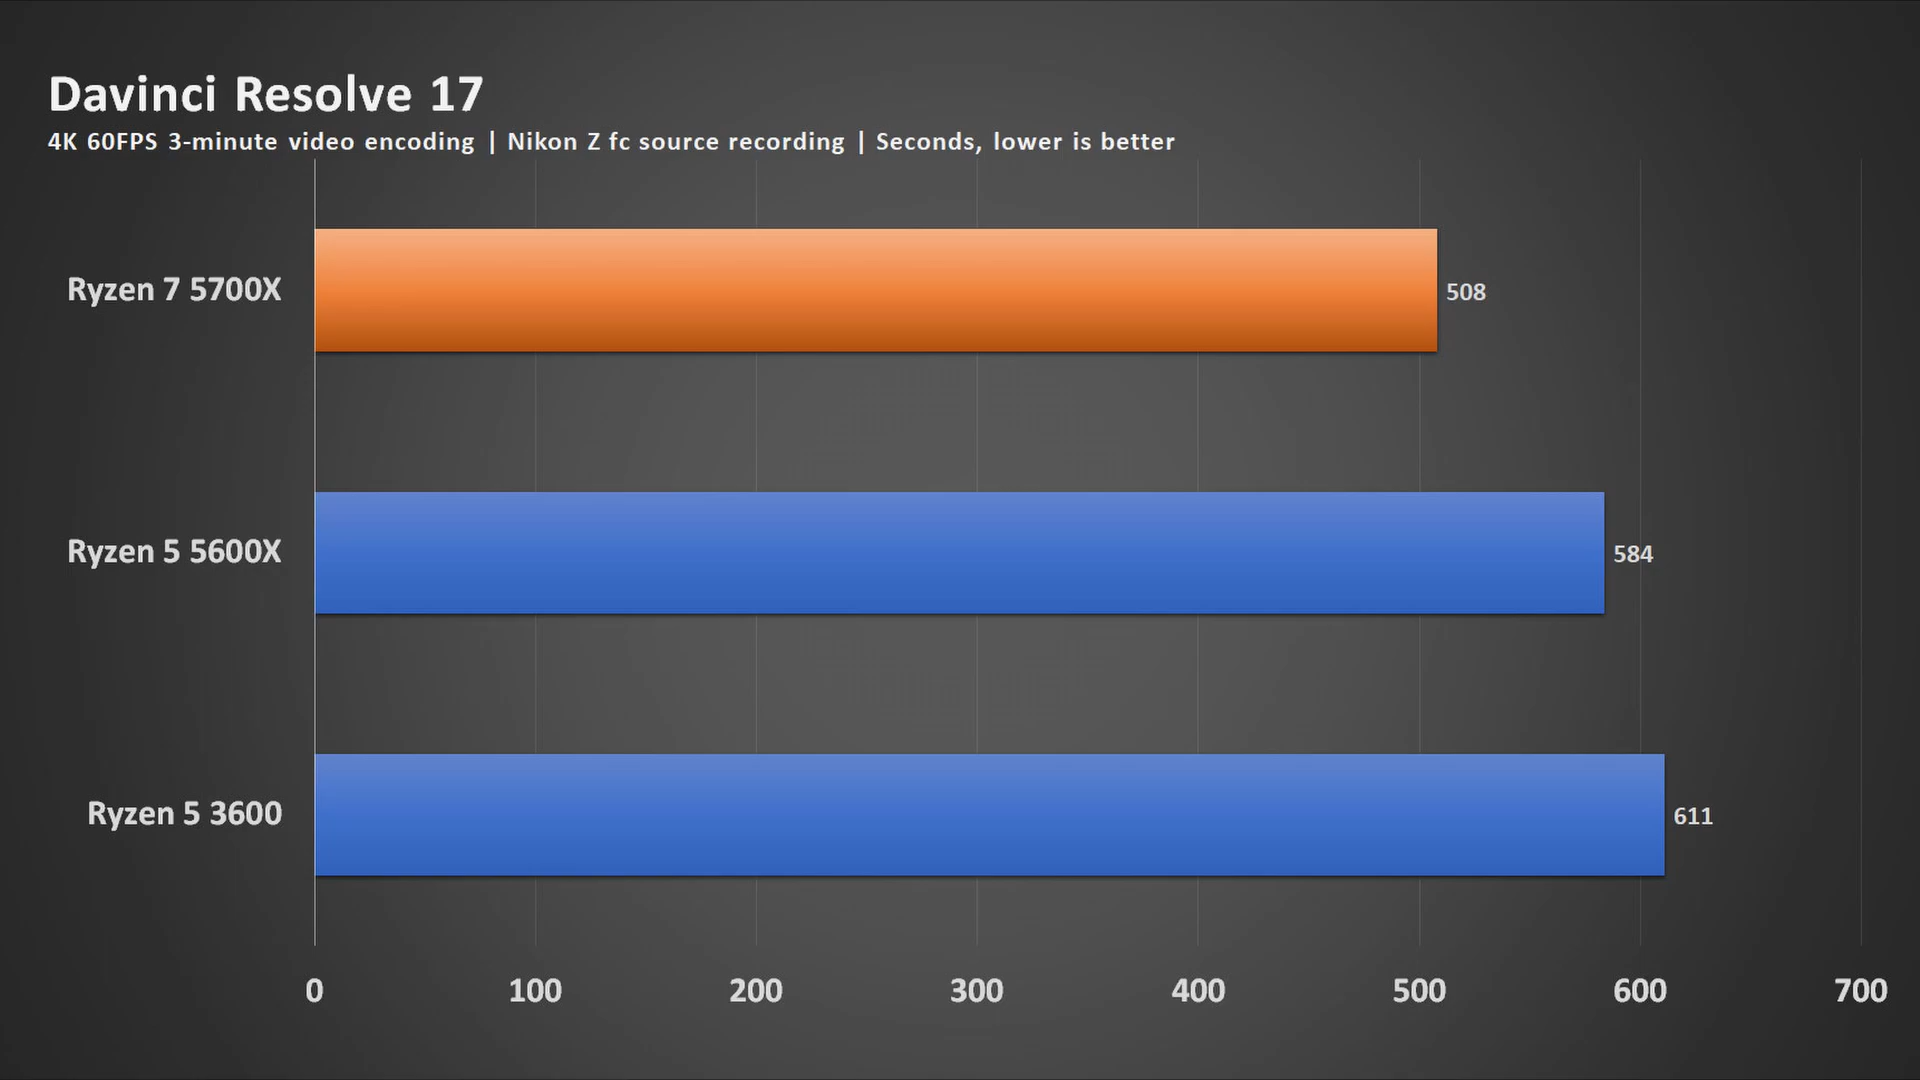 Davinci Resolve 17
4K 60FPS 3-minute video encoding | Nikon Z fc source recording | Seconds, lower is better
Ryzen 7 5700X
508
Ryzen 5 5600X
584
Ryzen 5 3600
611
0 100 200 300 400 500 600 700